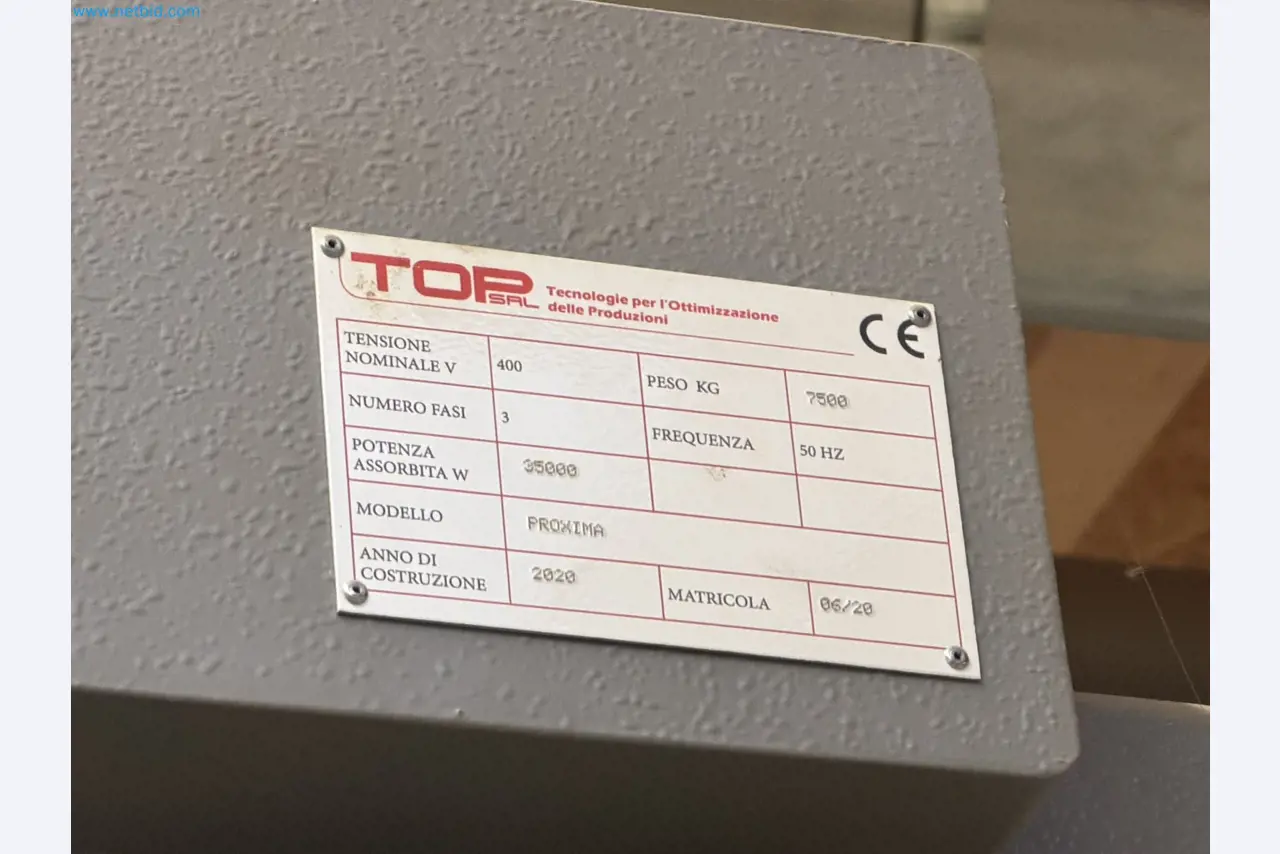 www.netbid.com
TOP SRL Tecnologie per l'Ottimizzazione
delle Produzioni
CE
TENSIONE
NOMINALE V 400 PESO KG 7500
NUMERO FASI 3 FREQUENZA 50 HZ
POTENZA
ASSORBITA W 35000
MODELLO PROXIMA
ANNO DI
COSTRUZIONE 2020 MATRICOLA 06/20